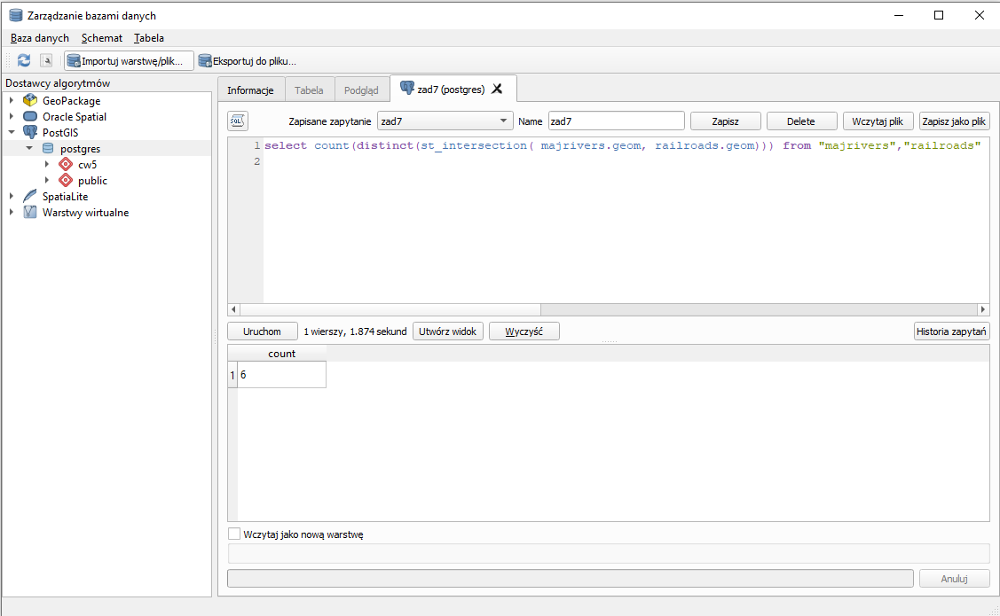 Zarządzanie bazami danych
Baza danych Schemat Tabela
Importuj warstwę/plik... Eksportuj do pliku...
Dostawcy algorytmów
GeoPackage
Oracle Spatial
PostGIS
postgres
cw5
public
SpatiaLite
Warstwy wirtualne
Informacje Tabela Podgląd zad7 (postgres)
SQL Zapisane zapytanie zad7 Name zad7 Zapisz Delete Wczytaj plik Zapisz jako plik
1 select count(distinct(st_intersection( majrivers.geom, railroads.geom))) from "majrivers","railroads"
2
Uruchom 1 wierszy, 1.874 sekund Utwórz widok Wyczyść Historia zapytań
count
1 6
Wczytaj jako nową warstwę
Anuluj